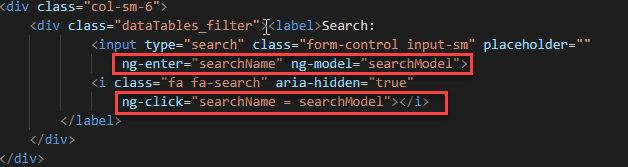 <div class="col-sm-6">
<div class="dataTables_filter"><label>Search:
<input type="search" class="form-control input-sm" placeholder=""
ng-enter="searchName" ng-model="searchModel">
<i class="fa fa-search" aria-hidden="true"
ng-click="searchName = searchModel"></i>
</label>
</div>
</div>